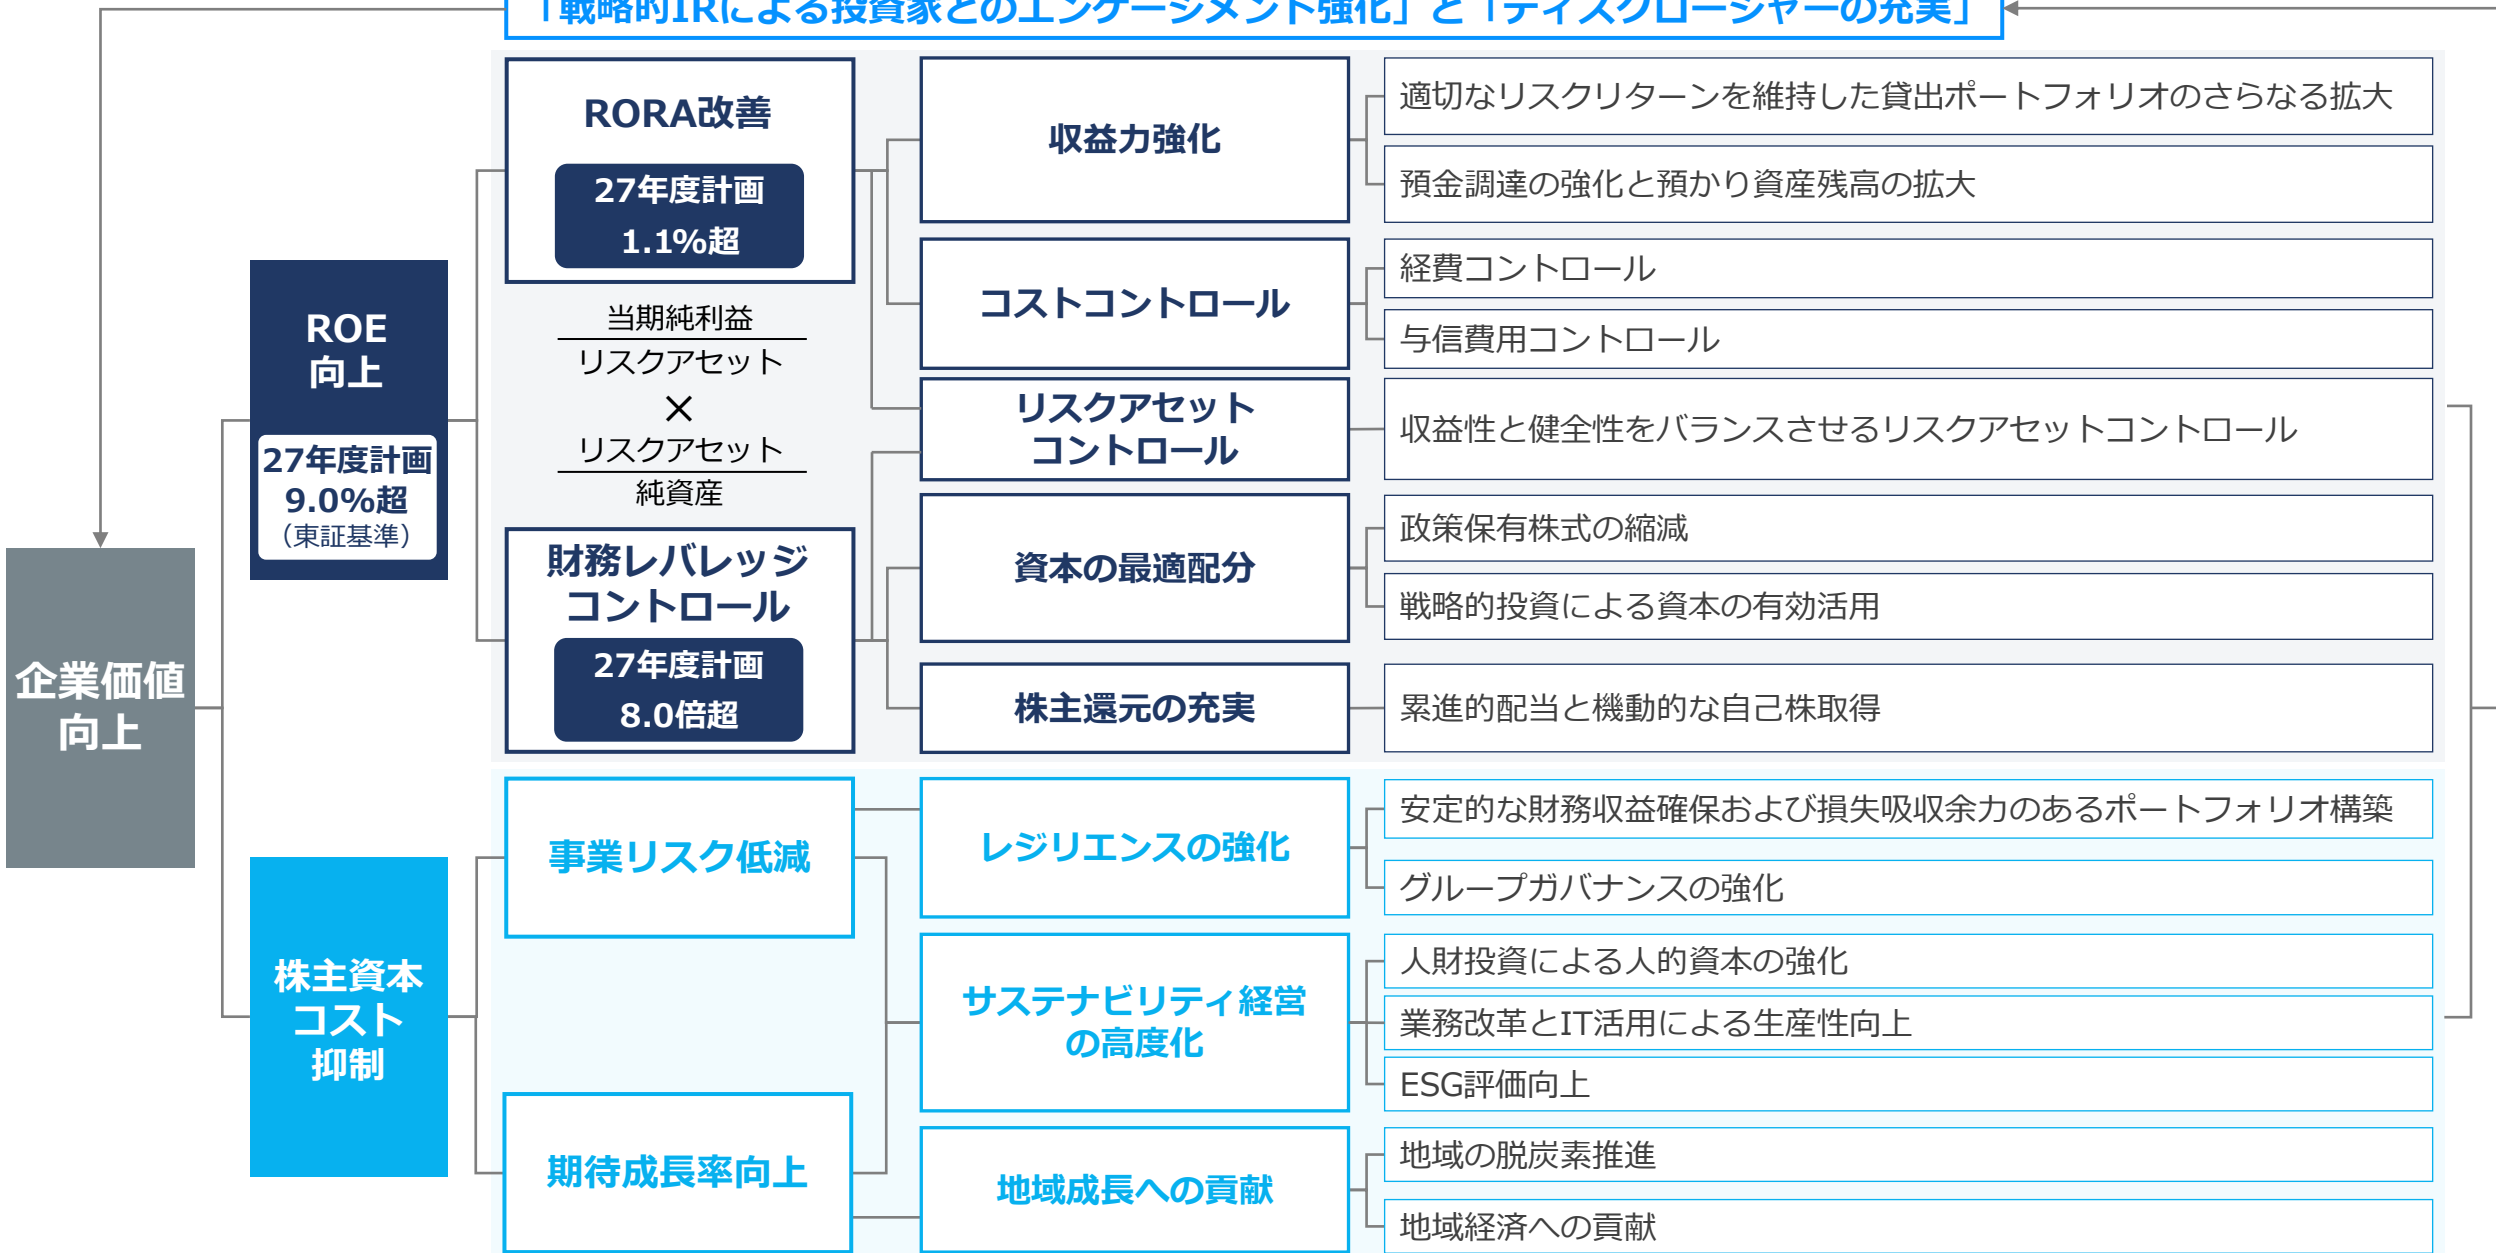 「戦略的IRによる投資家とのエンゲージメント強化」と「ディスクロージャーの充実」
RORA改善
27年度計画
1.1%超
当期純利益
リスクアセット
×
リスクアセット
純資産
財務レバレッジ
コントロール
27年度計画
8.0倍超
ROE
向上
27年度計画
9.0%超
（東証基準）
企業価値
向上
株主資本
コスト
抑制
収益力強化
適切なリスクリターンを維持した貸出ポートフォリオのさらなる拡大
預金調達の強化と預かり資産残高の拡大
コストコントロール
経費コントロール
与信費用コントロール
リスクアセット
コントロール
収益性と健全性をバランスさせるリスクアセットコントロール
資本の最適配分
政策保有株式の縮減
戦略的投資による資本の有効活用
株主還元の充実
累進的配当と機動的な自己株取得
事業リスク低減
期待成長率向上
レジリエンスの強化
安定的な財務収益確保および損失吸収余力のあるポートフォリオ構築
グループガバナンスの強化
サステナビリティ経営
の高度化
人財投資による人的資本の強化
業務改革とIT活用による生産性向上
ESG評価向上
地域成長への貢献
地域の脱炭素推進
地域経済への貢献